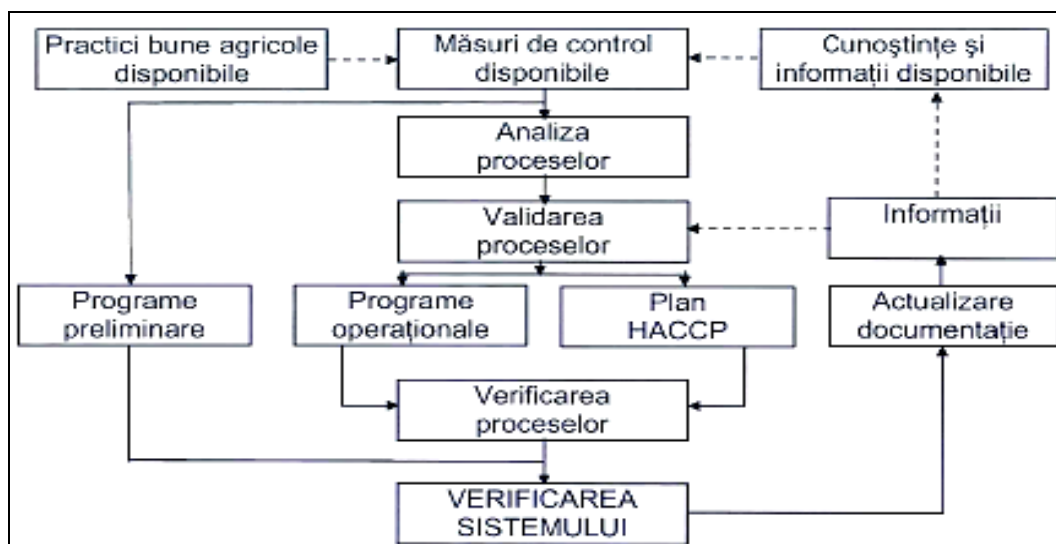 Practici bune agricole
disponibile
Măsuri de control
disponibile
Cunoştinţe şi
informaţii disponibile
Analiza
proceselor
Validarea
proceselor
Informaţii
Programe
preliminare
Programe
operaţionale
Plan
HACCP
Actualizare
documentaţie
Verificarea
proceselor
VERIFICAREA
SISTEMULUI